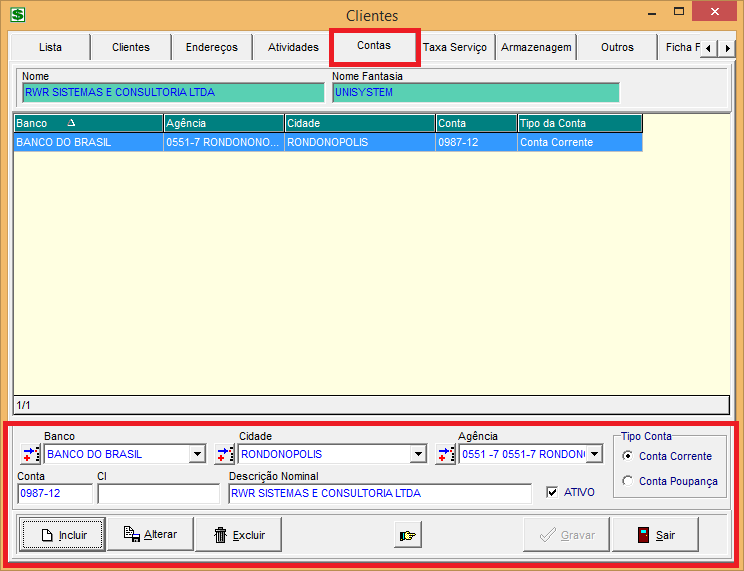 Clientes
Lista Clientes Endereços Atividades Contas Taxa Serviço Armazenagem Outros Ficha F
Nome Nome Fantasia
RWR SISTEMAS E CONSULTORIA LTDA UNISYSTEM
Banco Agência Cidade Conta Tipo da Conta
BANCO DO BRASIL 0551-7 RONDONONO... RONDONOPOLIS 0987-12 Conta Corrente
1/1
Banco Cidade Agência Tipo Conta
BANCO DO BRASIL RONDONOPOLIS 0551 -7 0551-7 RONDON Conta Corrente
Conta CI Descrição Nominal Conta Poupança
0987-12 RWR SISTEMAS E CONSULTORIA LTDA ATIVO
Incluir Alterar Excluir Gravar Sair